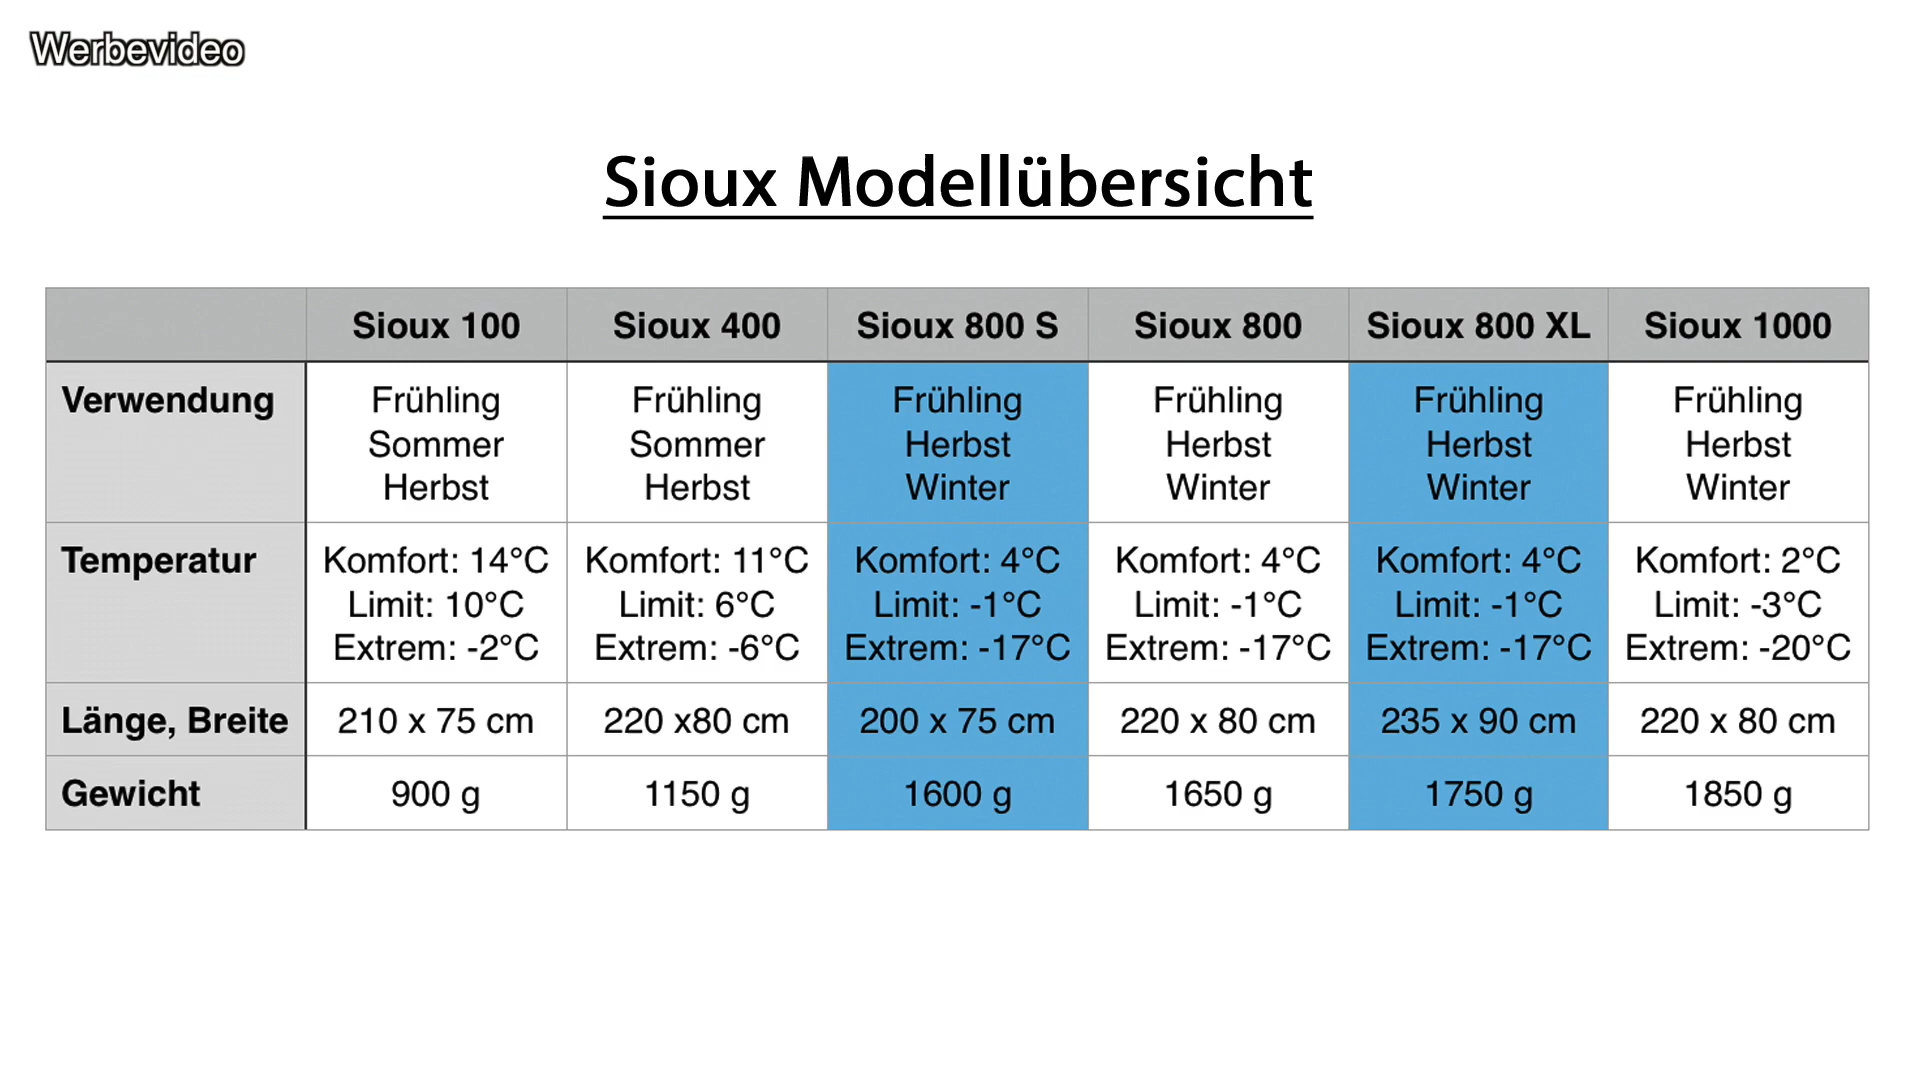 Werbevideo
Sioux Modellübersicht
Sioux 100 Sioux 400 Sioux 800 S Sioux 800 Sioux 800 XL Sioux 1000
Verwendung Frühling Frühling Frühling Frühling Frühling Frühling
Sommer Sommer Herbst Herbst Herbst Herbst
Herbst Herbst Winter Winter Winter Winter
Temperatur Komfort: 14°C Komfort: 11°C Komfort: 4°C Komfort: 4°C Komfort: 4°C Komfort: 2°C
Limit: 10°C Limit: 6°C Limit: -1°C Limit: -1°C Limit: -1°C Limit: -3°C
Extrem: -2°C Extrem: -6°C Extrem: -17°C Extrem: -17°C Extrem: -17°C Extrem: -20°C
Länge, Breite 210 x 75 cm 220 x80 cm 200 x 75 cm 220 x 80 cm 235 x 90 cm 220 x 80 cm
Gewicht 900 g 1150 g 1600 g 1650 g 1750 g 1850 g